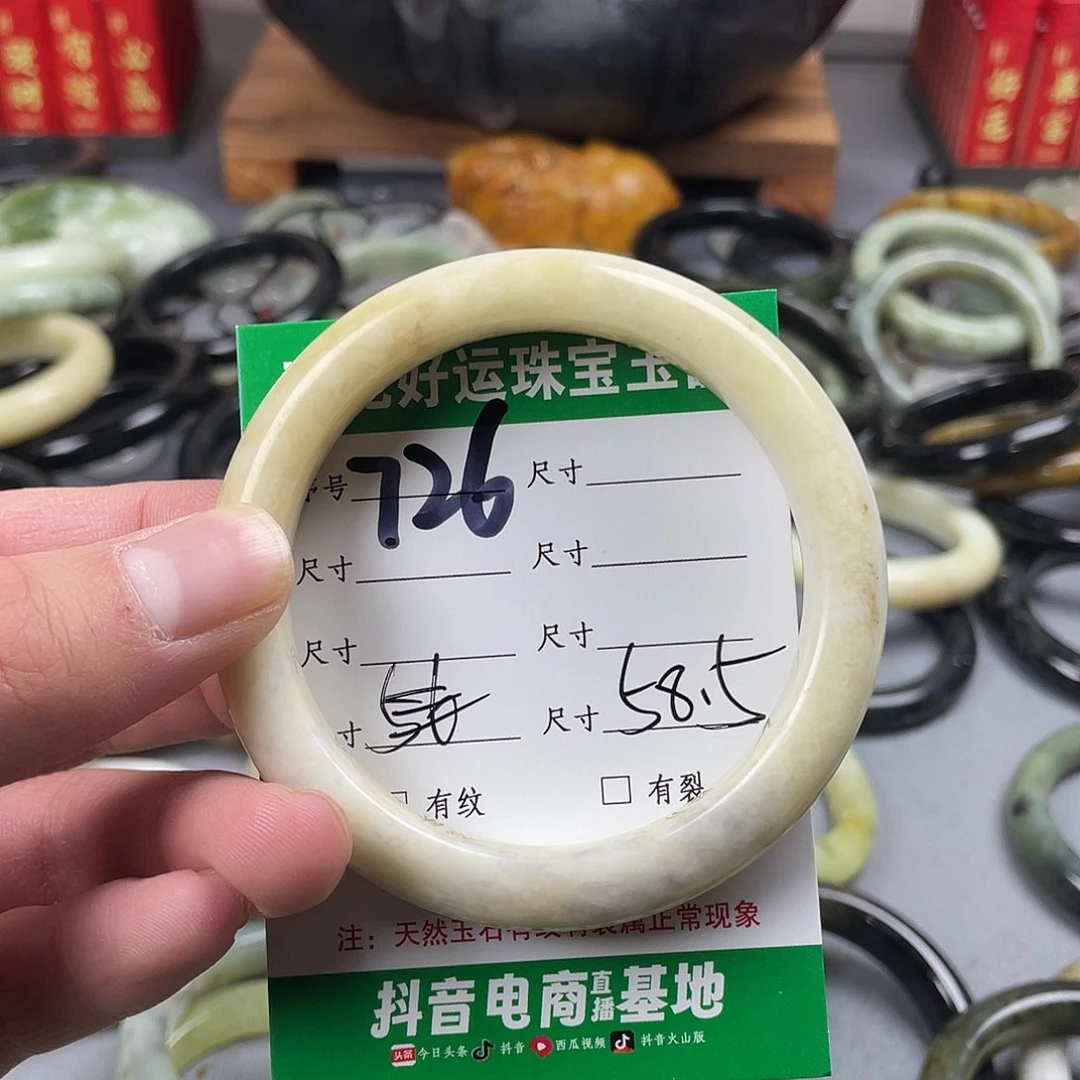 好运珠宝玉
序号 726 尺寸
尺寸 尺寸
尺寸 尺寸
寸 尺寸 58.5
□ 有纹 □ 有裂
注：天然玉石有纹有裂属正常现象
抖音电商直播基地
头条 今日头条 抖音 西瓜视频 抖音火山版